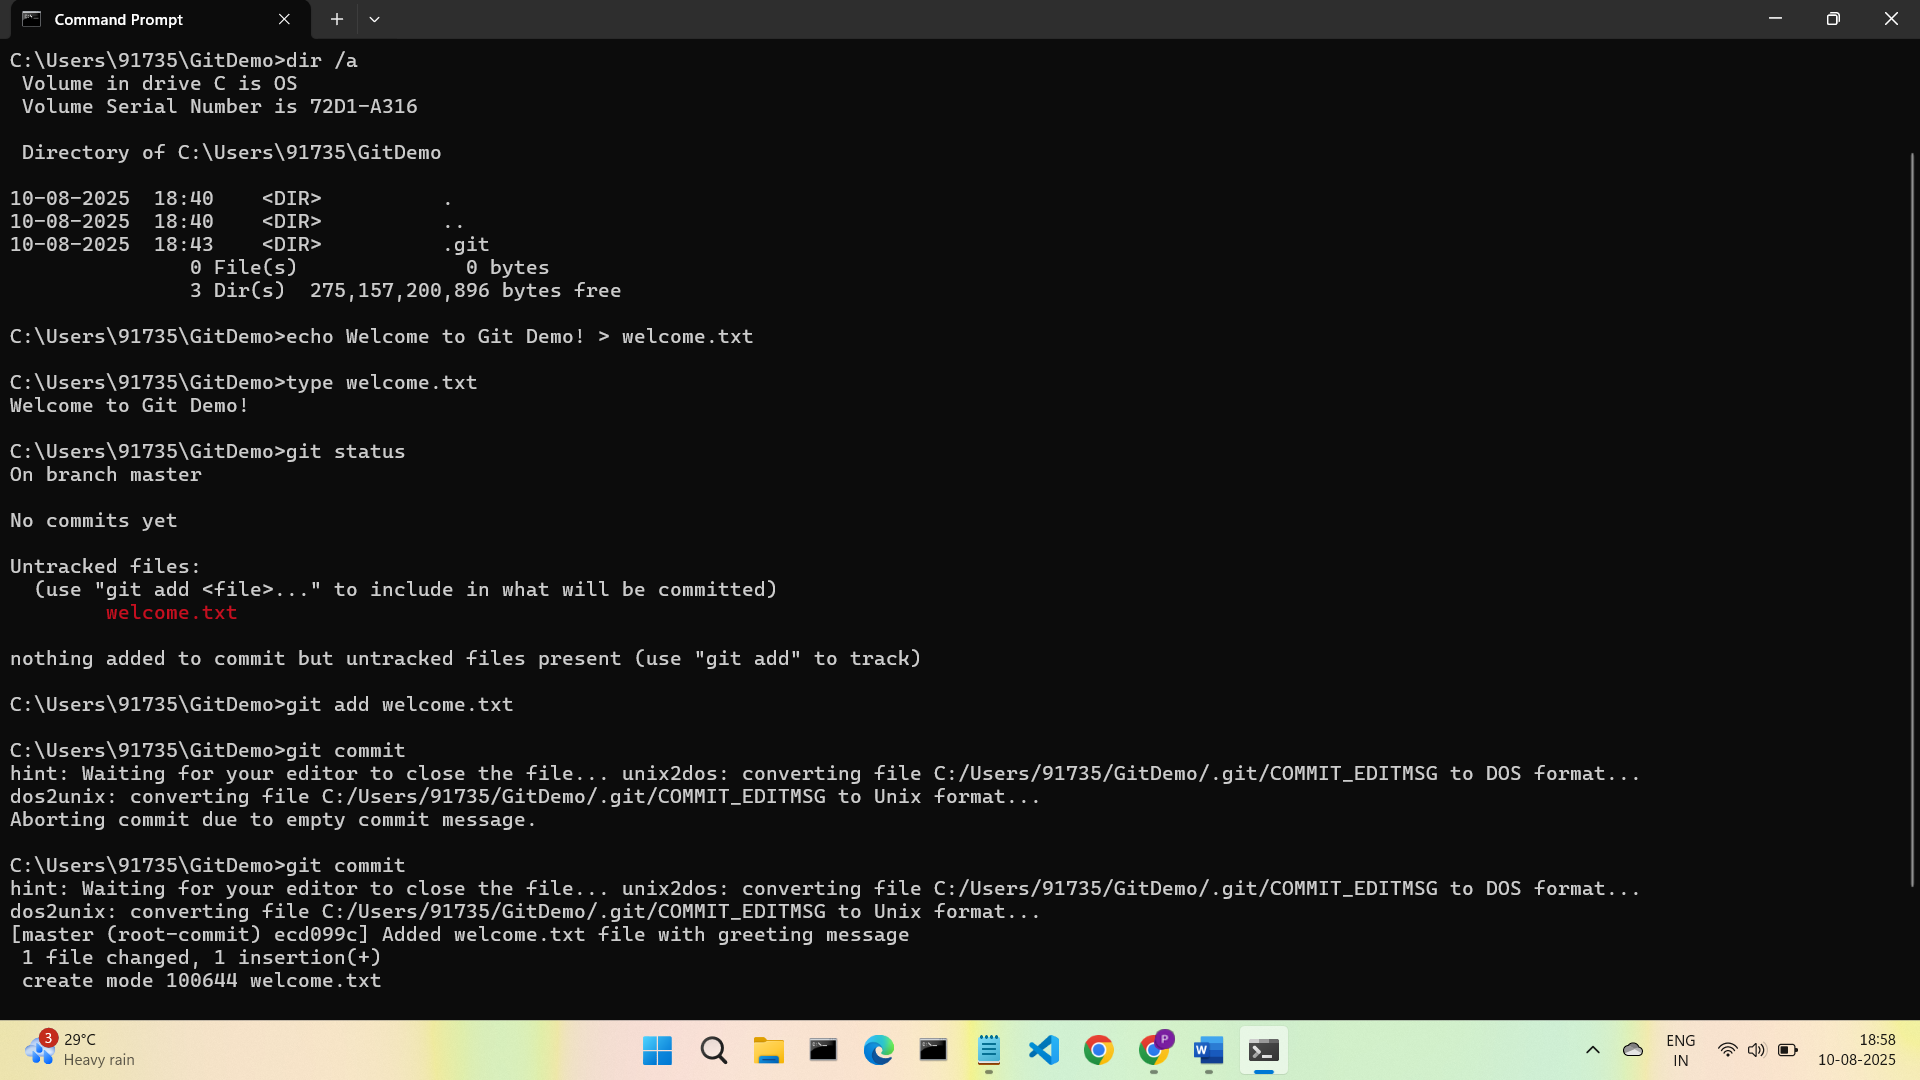 Command Prompt
C:\Users\91735\GitDemo>dir /a
Volume in drive C is OS
Volume Serial Number is 72D1-A316
Directory of C:\Users\91735\GitDemo
10-08-2025  18:40    <DIR>          .
10-08-2025  18:40    <DIR>          ..
10-08-2025  18:43    <DIR>          .git
0 File(s)              0 bytes
3 Dir(s)  275,157,200,896 bytes free
C:\Users\91735\GitDemo>echo Welcome to Git Demo! > welcome.txt
C:\Users\91735\GitDemo>type welcome.txt
Welcome to Git Demo!
C:\Users\91735\GitDemo>git status
On branch master
No commits yet
Untracked files:
(use "git add <file>..." to include in what will be committed)
welcome.txt
nothing added to commit but untracked files present (use "git add" to track)
C:\Users\91735\GitDemo>git add welcome.txt
C:\Users\91735\GitDemo>git commit
hint: Waiting for your editor to close the file... unix2dos: converting file C:/Users/91735/GitDemo/.git/COMMIT_EDITMSG to DOS format...
dos2unix: converting file C:/Users/91735/GitDemo/.git/COMMIT_EDITMSG to Unix format...
Aborting commit due to empty commit message.
C:\Users\91735\GitDemo>git commit
hint: Waiting for your editor to close the file... unix2dos: converting file C:/Users/91735/GitDemo/.git/COMMIT_EDITMSG to DOS format...
dos2unix: converting file C:/Users/91735/GitDemo/.git/COMMIT_EDITMSG to Unix format...
[master (root-commit) ecd099c] Added welcome.txt file with greeting message
1 file changed, 1 insertion(+)
create mode 100644 welcome.txt
3
29°C
Heavy rain
P
W
ENG
IN
18:58
10-08-2025